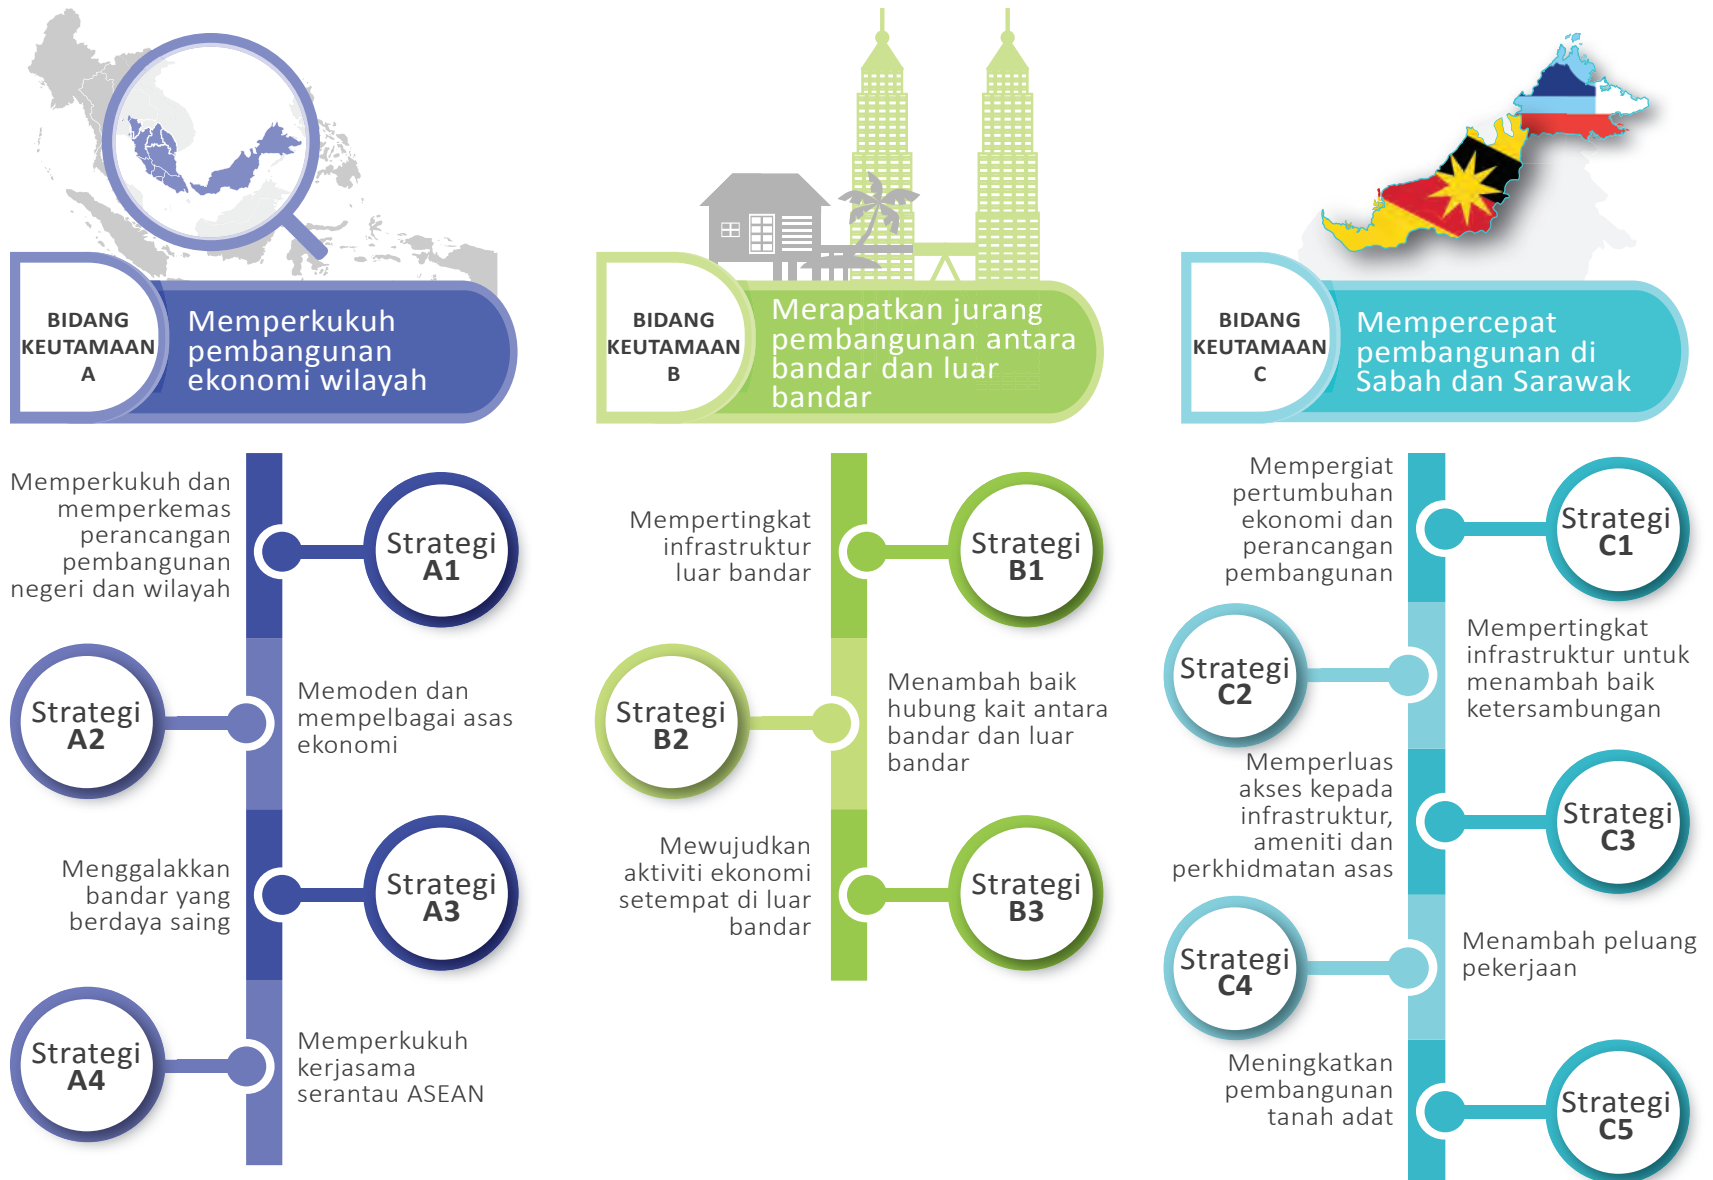 BIDANG
KEUTAMAAN
A
Memperkukuh
pembangunan
ekonomi wilayah
Memperkukuh dan
memperkemas
perancangan
pembangunan
negeri dan wilayah
Strategi
A1
Strategi
A2
Memoden dan
mempelbagai asas
ekonomi
Menggalakkan
bandar yang
berdaya saing
Strategi
A3
Strategi
A4
Memperkukuh
kerjasama
serantau ASEAN
BIDANG
KEUTAMAAN
B
Merapatkan jurang
pembangunan antara
bandar dan luar
bandar
Mempertingkat
infrastruktur
luar bandar
Strategi
B1
Strategi
B2
Menambah baik
hubung kait antara
bandar dan luar
bandar
Mewujudkan
aktiviti ekonomi
setempat di luar
bandar
Strategi
B3
BIDANG
KEUTAMAAN
C
Mempercepat
pembangunan di
Sabah dan Sarawak
Mempergiat
pertumbuhan
ekonomi dan
perancangan
pembangunan
Strategi
C1
Strategi
C2
Mempertingkat
infrastruktur untuk
menambah baik
ketersambungan
Memperluas
akses kepada
infrastruktur,
ameniti dan
perkhidmatan asas
Strategi
C3
Strategi
C4
Menambah peluang
pekerjaan
Meningkatkan
pembangunan
tanah adat
Strategi
C5